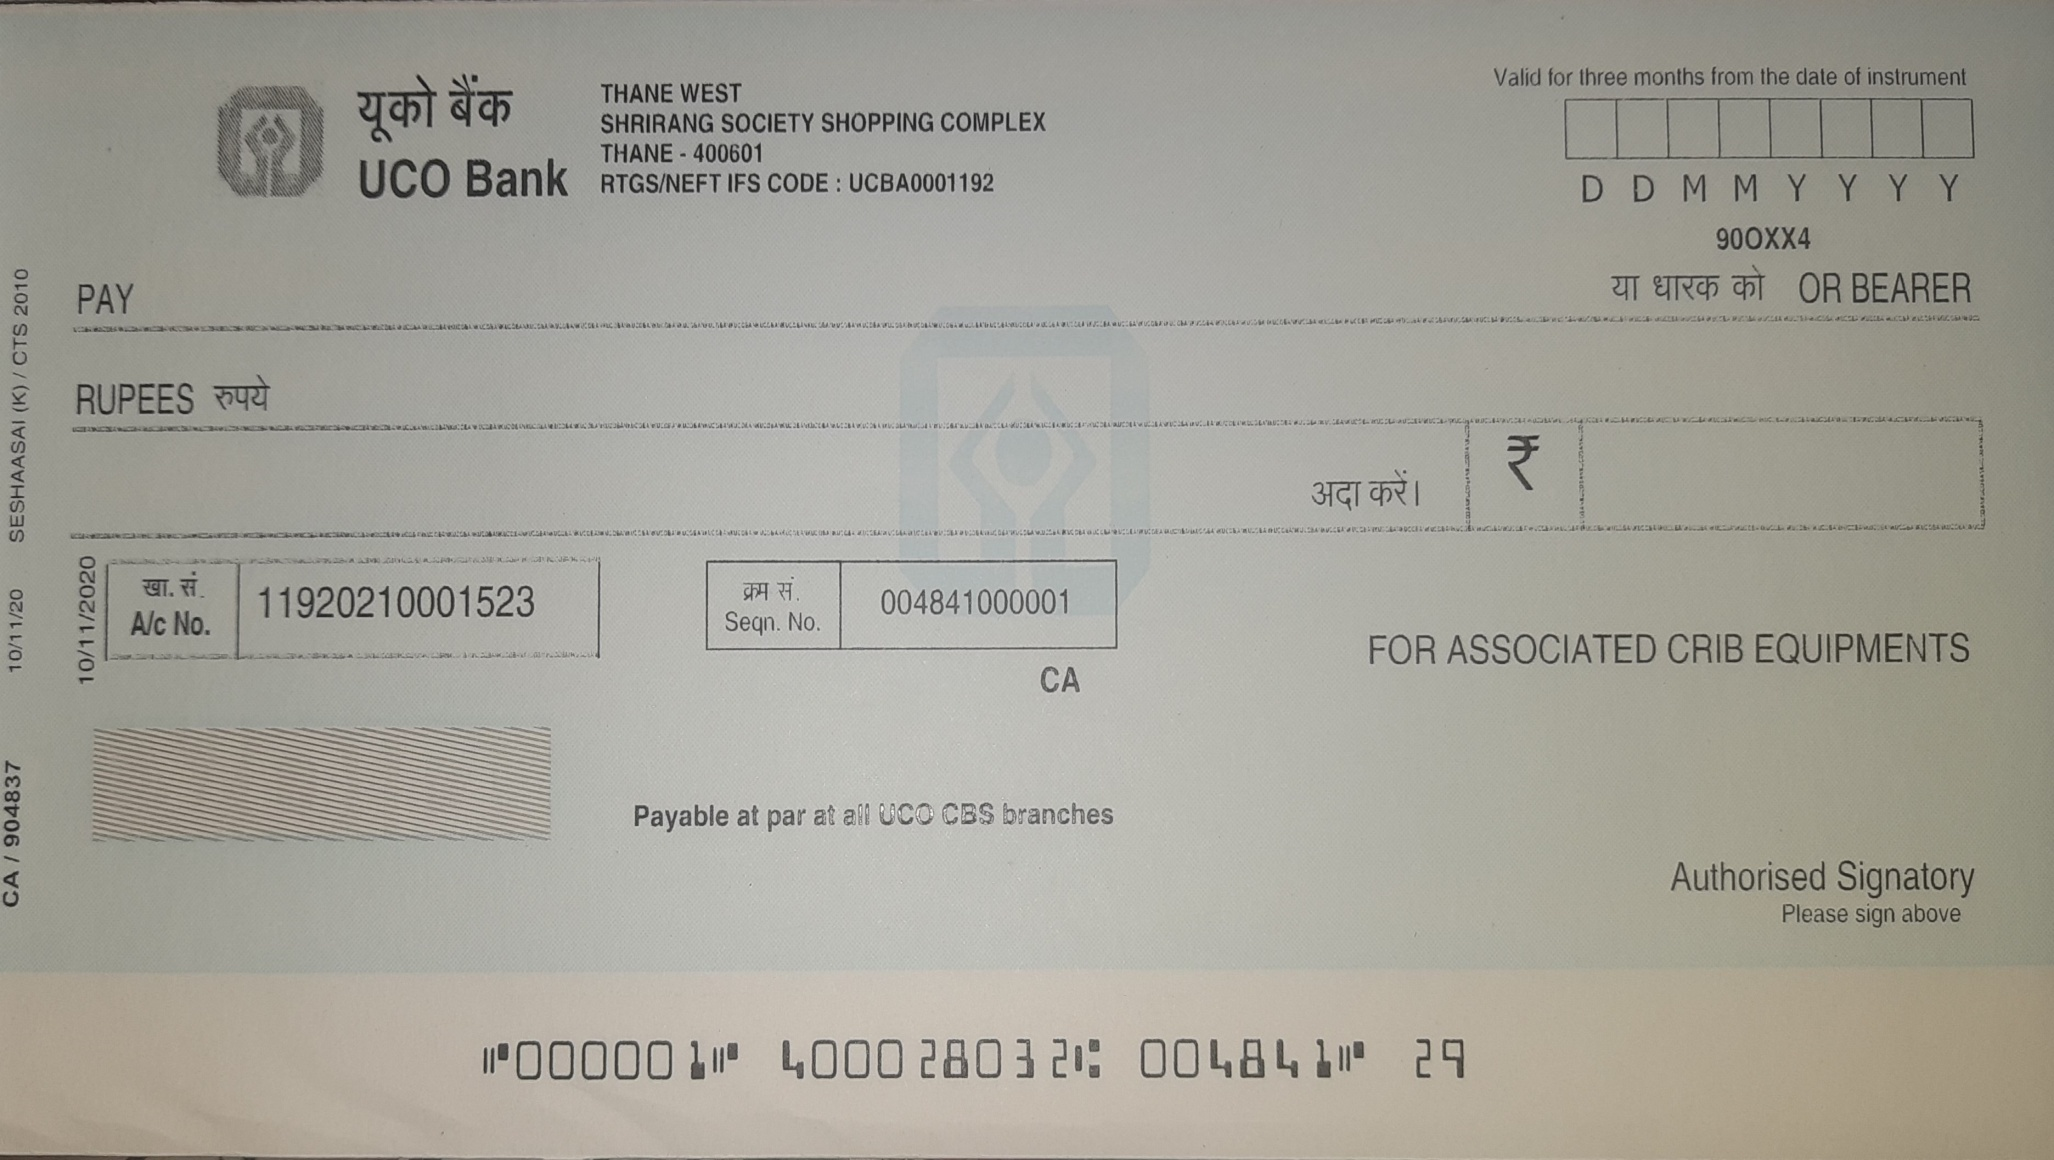 यूको बैंक
UCO Bank
THANE WEST
SHRIRANG SOCIETY SHOPPING COMPLEX
THANE - 400601
RTGS/NEFT IFS CODE : UCBA0001192
Valid for three months from the date of instrument
D D M M Y Y Y Y
90OXX4
PAY
या धारक को OR BEARER
RUPEES रुपये
अदा करें।
₹
SESHAASAI (K) / CTS 2010
10/11/20
CA / 904837
10/11/2020
खा. सं.
A/c No.
11920210001523
क्रम सं.
Seqn. No.
004841000001
CA
FOR ASSOCIATED CRIB EQUIPMENTS
Payable at par at all UCO CBS branches
Authorised Signatory
Please sign above
⑈000001⑈ 400028032⑆ 004841⑈ 29